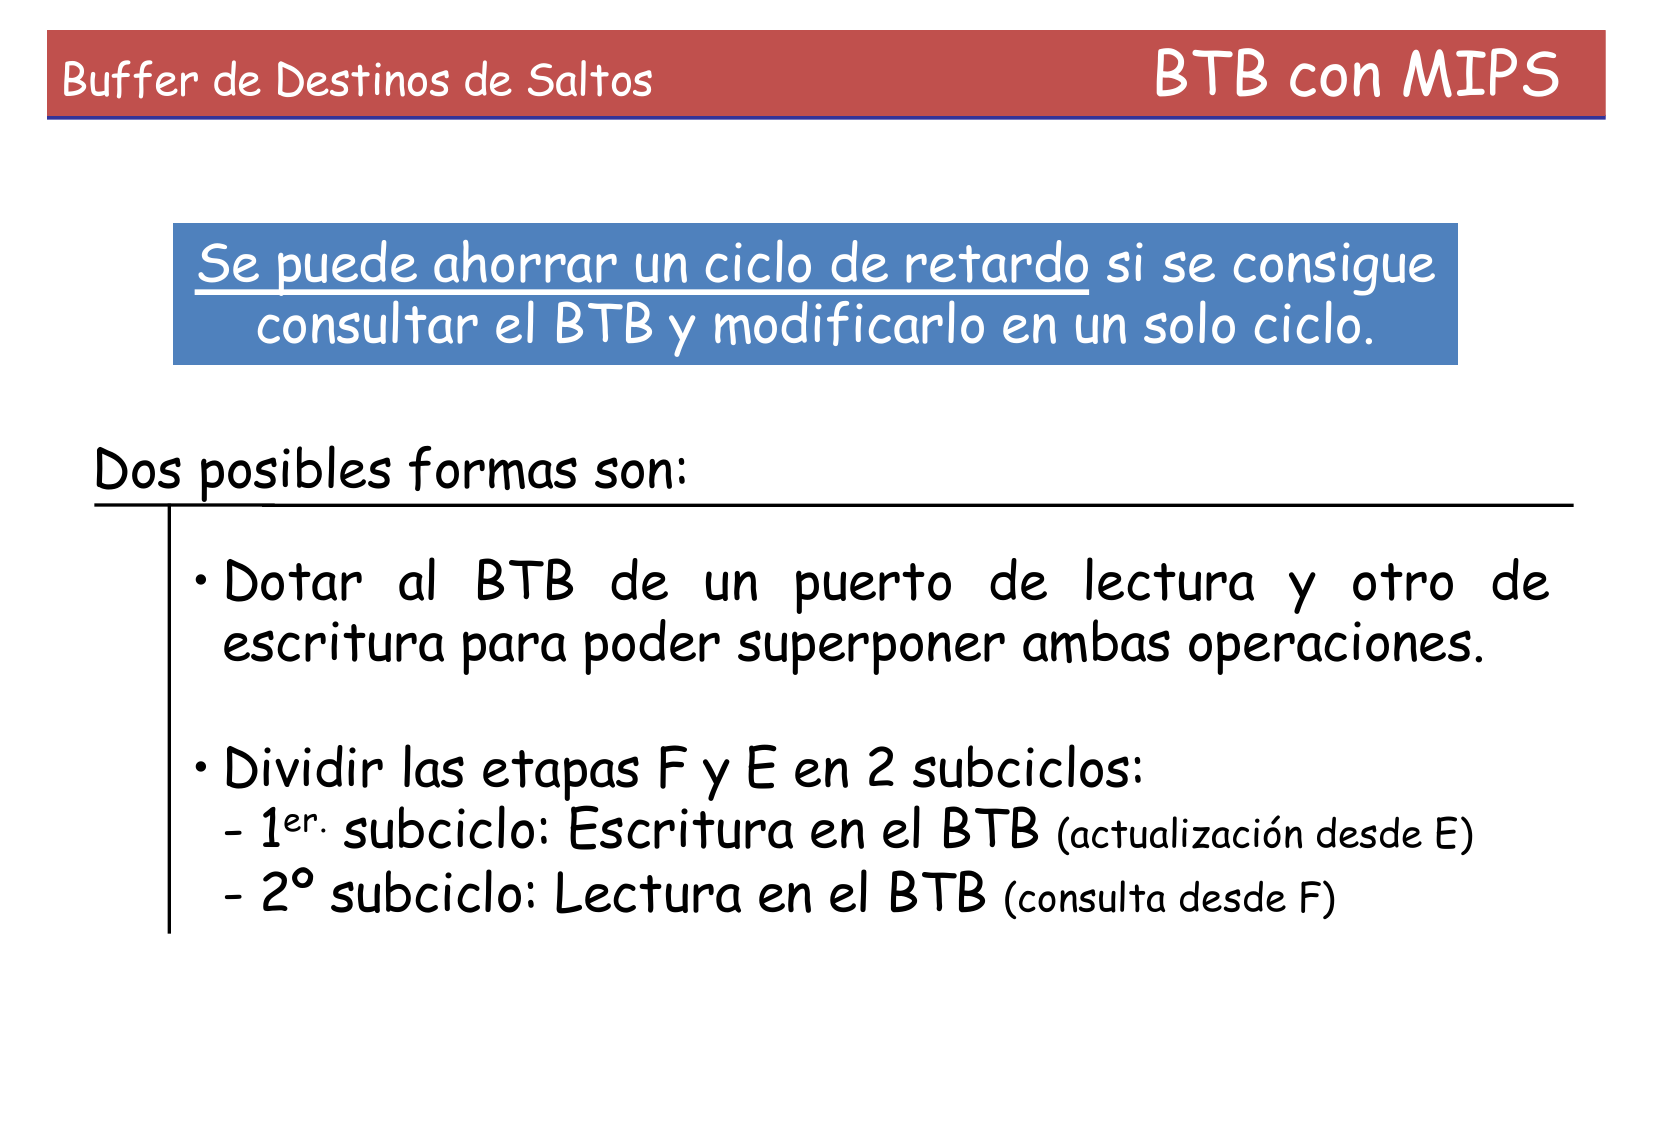 Buffer de Destinos de Saltos
BTB con MIPS
Se puede ahorrar un ciclo de retardo si se consigue
consultar el BTB y modificarlo en un solo ciclo.
Dos posibles formas son:
• Dotar al BTB de un puerto de lectura y otro de
escritura para poder superponer ambas operaciones.
• Dividir las etapas F y E en 2 subciclos:
- 1er. subciclo: Escritura en el BTB (actualización desde E)
- 2º subciclo: Lectura en el BTB (consulta desde F)